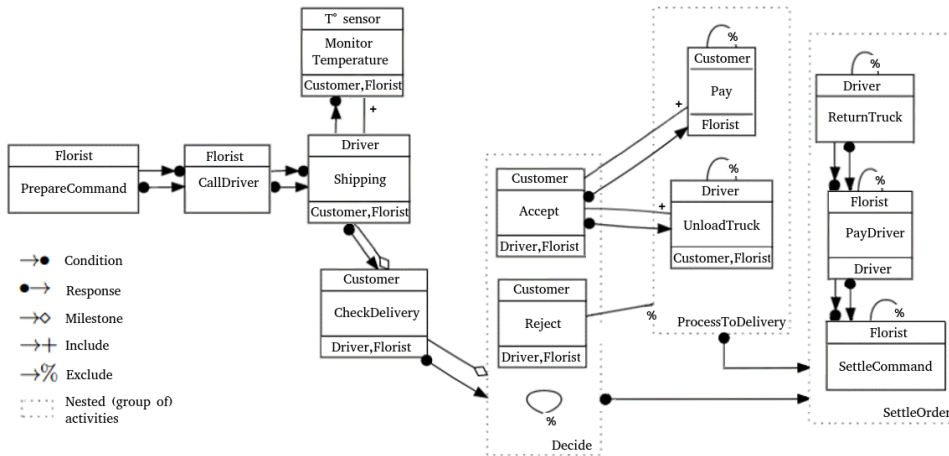 T° sensor
Monitor
Temperature
Customer,Florist
+
Florist
PrepareCommand
Florist
CallDriver
Driver
Shipping
Customer,Florist
Customer
CheckDelivery
Driver,Florist
Condition
Response
Milestone
Include
Exclude
Nested (group of)
activities
+
%
%
Customer
Accept
Driver,Florist
Customer
Reject
Driver,Florist
%
Decide
%
Customer
Pay
Florist
+
%
Driver
UnloadTruck
Customer,Florist
+
%
ProcessToDelivery
%
Driver
ReturnTruck
%
Florist
PayDriver
Driver
%
Florist
SettleCommand
SettleOrder